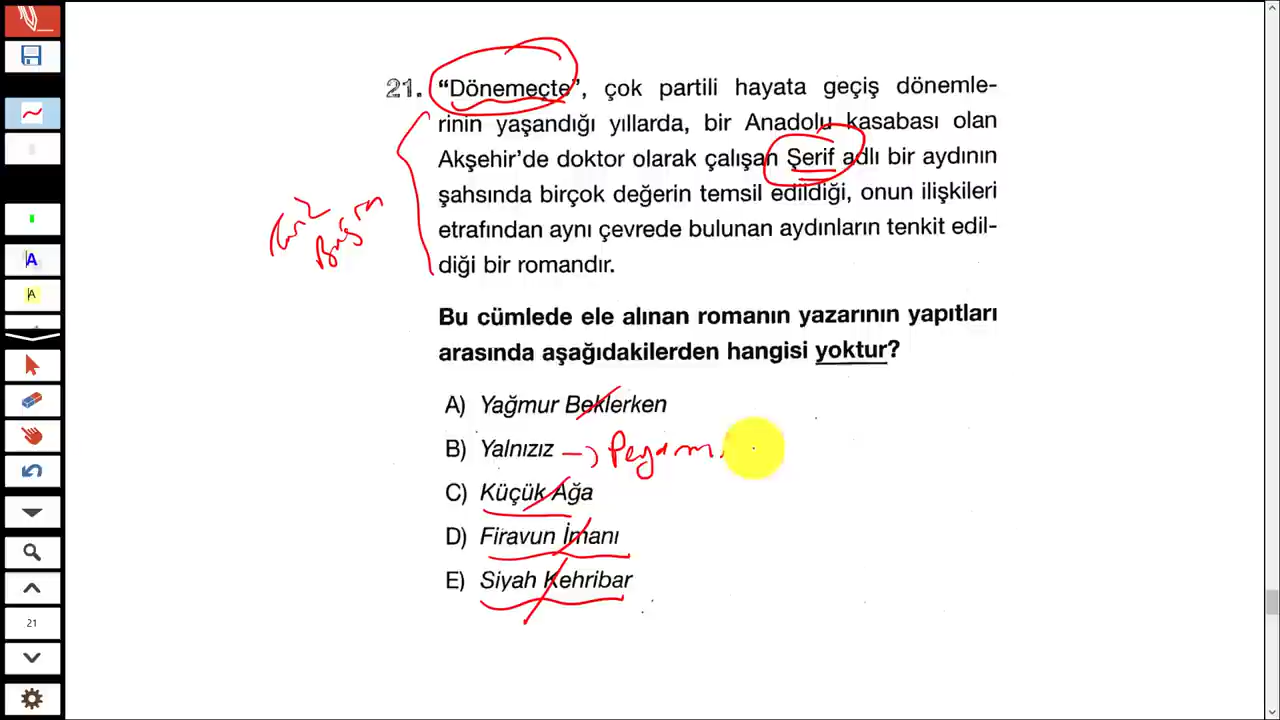 21. “Dönemeçte”, çok partili hayata geçiş dönemle-
rinin yaşandığı yıllarda, bir Anadolu kasabası olan
Akşehir’de doktor olarak çalışan Şerif adlı bir aydının
şahsında birçok değerin temsil edildiği, onun ilişkileri
etrafından aynı çevrede bulunan aydınların tenkit edil-
diği bir romandır.
Bu cümlede ele alınan romanın yazarının yapıtları
arasında aşağıdakilerden hangisi yoktur?
A) Yağmur Beklerken
B) Yalnızız → Peyami
C) Küçük Ağa
D) Firavun İmanı
E) Siyah Kehribar
A
A
21